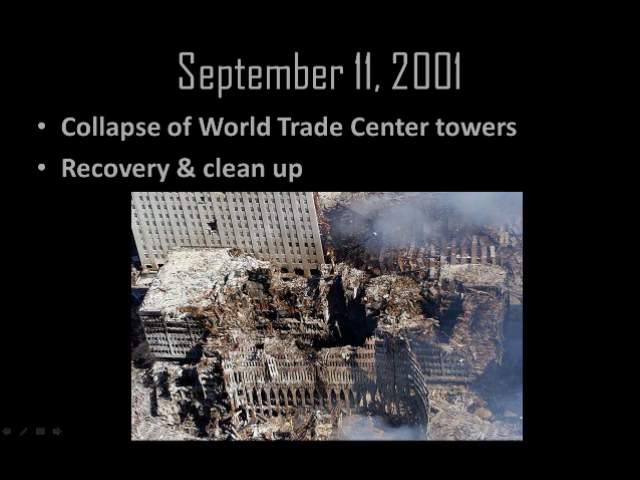 September 11, 2001
• Collapse of World Trade Center towers
• Recovery & clean up